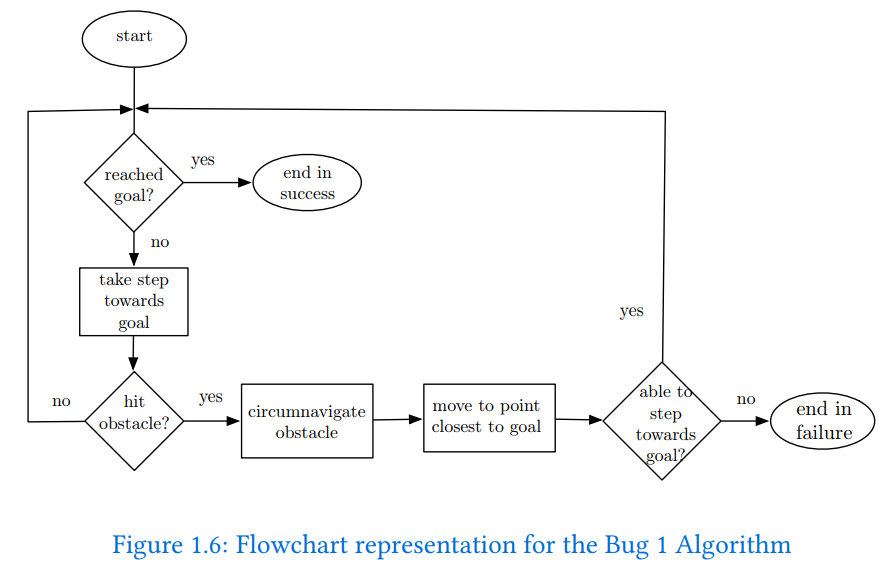 start
reached
goal?
yes
end in
success
no
take step
towards
goal
hit
obstacle?
no
yes
circumnavigate
obstacle
move to point
closest to goal
able to
step
towards
goal?
yes
no
end in
failure
Figure 1.6: Flowchart representation for the Bug 1 Algorithm